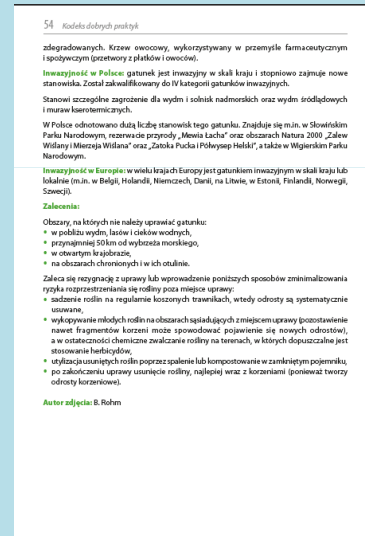 54 Kodeks dobrych praktyk
zdegradowanych. Krzew owocowy, wykorzystywany w przemyśle farmaceutycznym
i spożywczym (przetwory z płatków i owoców).
Inwazyjność w Polsce: gatunek jest inwazyjny w skali kraju i stopniowo zajmuje nowe
stanowiska. Został zakwalifikowany do IV kategorii gatunków inwazyjnych.
Stanowi szczególne zagrożenie dla wydm i solnisk nadmorskich oraz wydm śródlądowych
i muraw kserotermicznych.
W Polsce odnotowano dużą liczbę stanowisk tego gatunku. Znajduje się m.in. w Słowińskim
Parku Narodowym, rezerwacie przyrody „Mewia Łacha" oraz obszarach Natura 2000 „Zalew
Wiślany i Mierzeja Wiślana" oraz „Zatoka Pucka i Półwysep Helski", a także w Wigierskim Parku
Narodowym.
Inwazyjność w Europie: w wielu krajach Europy jest gatunkiem inwazyjnym w skali kraju lub
lokalnie (m.in. w Belgii, Holandii, Niemczech, Danii, na Litwie, w Estonii, Finlandii, Norwegii,
Szwecji).
Zalecenia:
Obszary, na których nie należy uprawiać gatunku:
• w pobliżu wydm, lasów i cieków wodnych,
• przynajmniej 50 km od wybrzeża morskiego,
• w otwartym krajobrazie,
• na obszarach chronionych i w ich otulinie.
Zaleca się rezygnację z uprawy lub wprowadzenie poniższych sposobów zminimalizowania
ryzyka rozprzestrzeniania się rośliny poza miejsce uprawy:
• sadzenie roślin na regularnie koszonych trawnikach, wtedy odrosty są systematycznie
usuwane,
• wykopywanie młodych roślin na obszarach sąsiadujących z miejscem uprawy (pozostawienie
nawet fragmentów korzeni może spowodować pojawienie się nowych odrostów),
a w ostateczności chemiczne zwalczanie rośliny na terenach, w których dopuszczalne jest
stosowanie herbicydów,
• utylizacja usuniętych roślin poprzez spalenie lub kompostowanie w zamkniętym pojemniku,
• po zakończeniu uprawy usunięcie rośliny, najlepiej wraz z korzeniami (ponieważ tworzy
odrosty korzeniowe).
Autor zdjęcia: B. Rohm